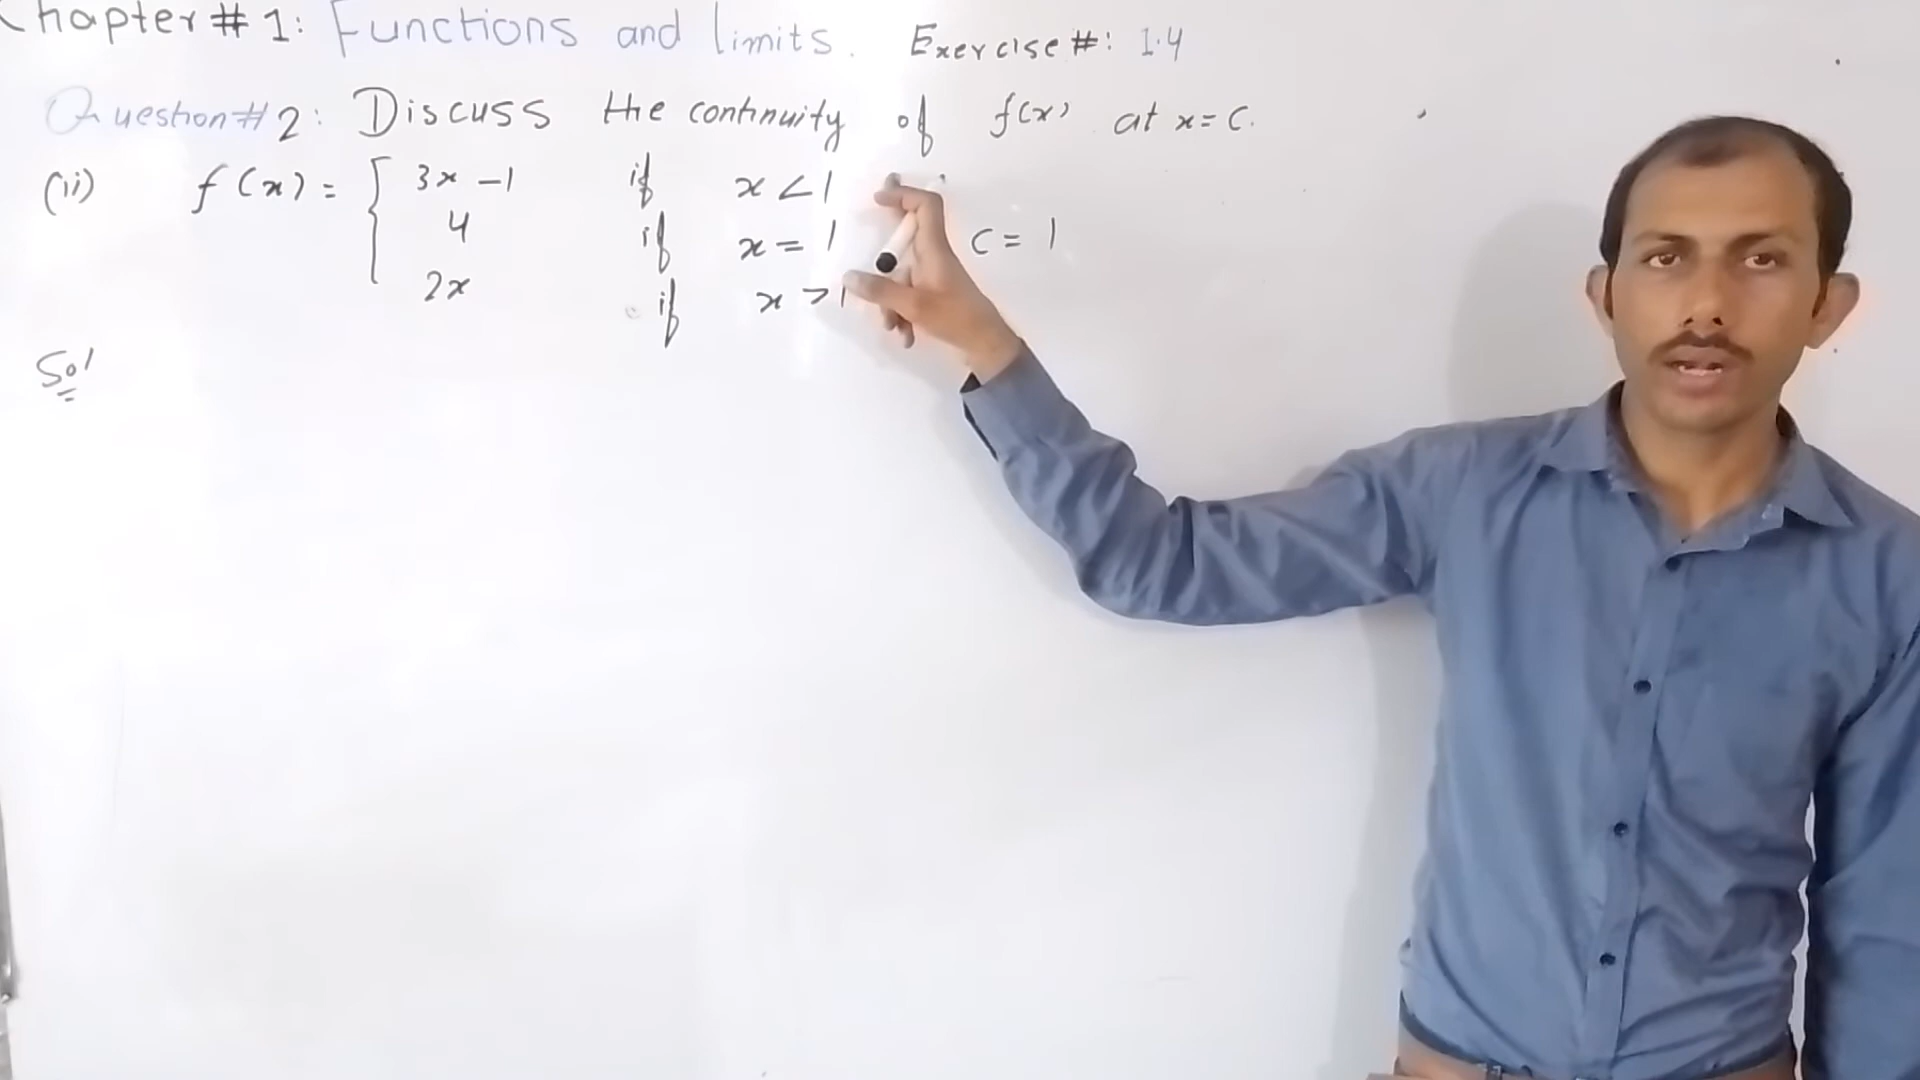 Chapter # 1: Functions and limits. Exercise #: 1.4
Question # 2: Discuss the continuity of f(x) at x = c.
(ii) f(x) = { 3x - 1 if x < 1
4 if x = 1 c = 1
2x if x > 1
Sol